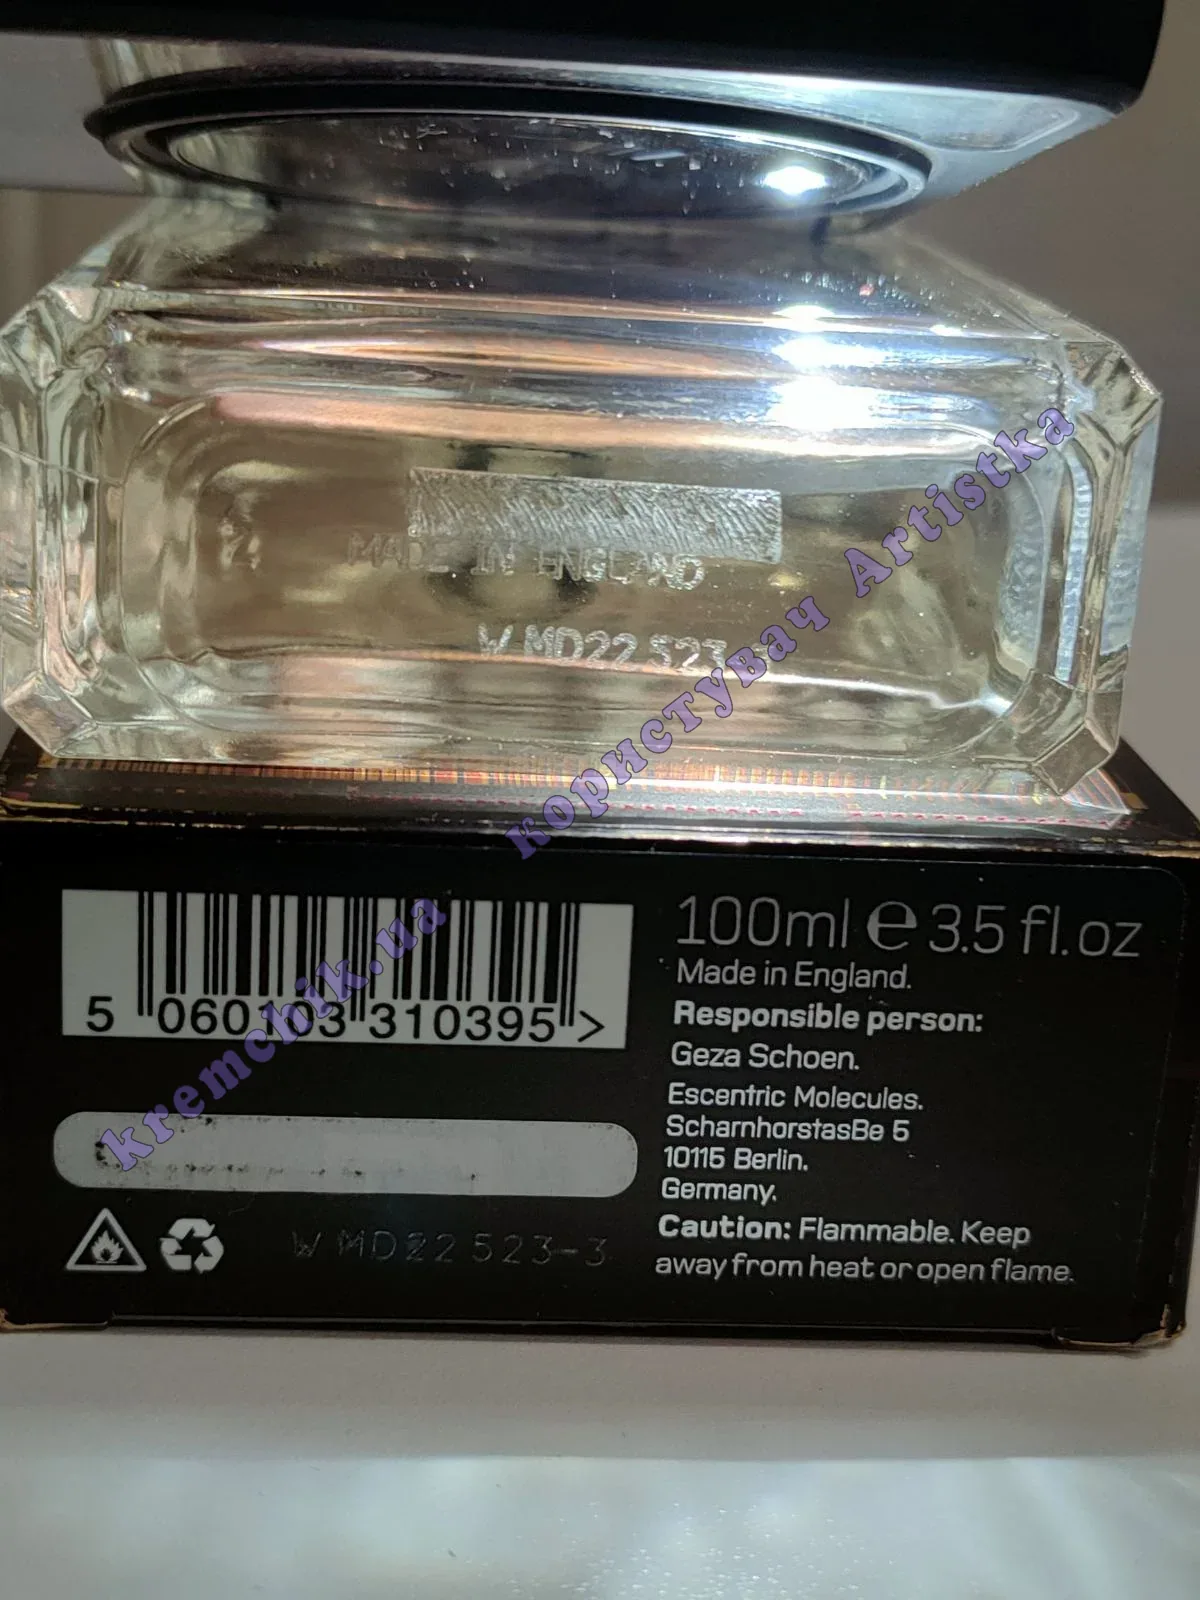 MADE IN ENGLAND
W MD22 523
користувач Artistka
kremchik.ua
5 060103 310395 >
100ml e 3.5 fl.oz
Made in England.
Responsible person:
Geza Schoen.
Escentric Molecules.
ScharnhorstasBe 5
10115 Berlin.
Germany.
Caution: Flammable. Keep
away from heat or open flame.
W MD22 523-3